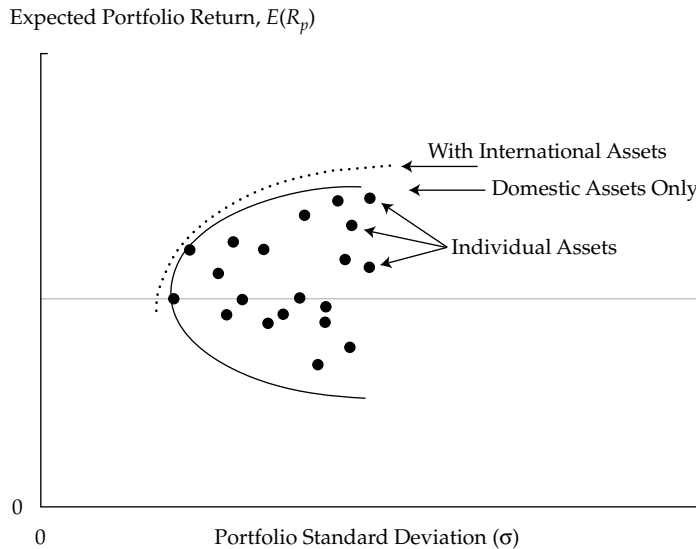 Expected Portfolio Return, E(Rp)
With International Assets
Domestic Assets Only
Individual Assets
0
0
Portfolio Standard Deviation (σ)